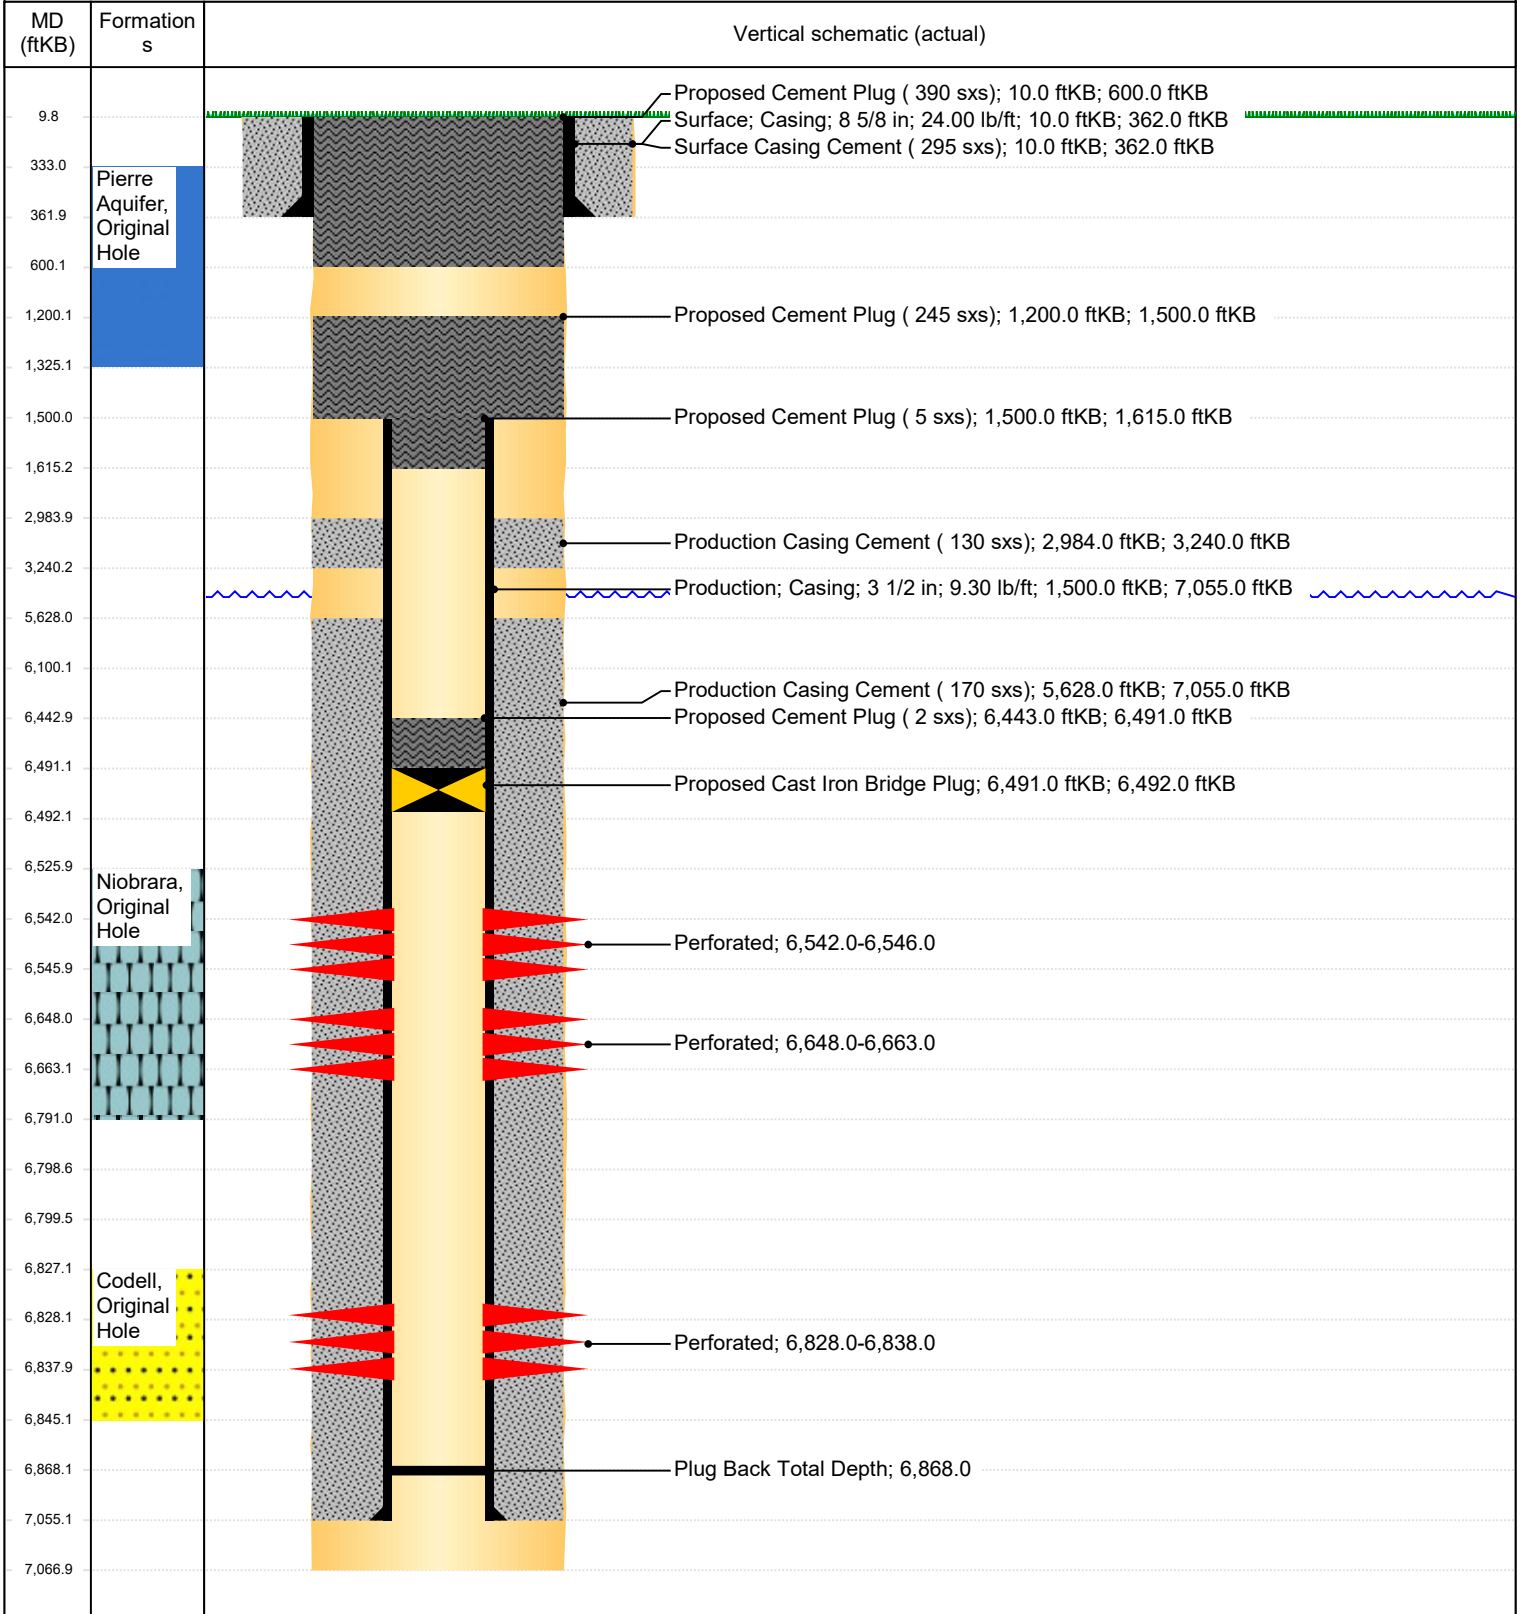 MD
(ftKB)
Formation
s
Vertical schematic (actual)
9.8
333.0
361.9
600.1
1,200.1
1,325.1
1,500.0
1,615.2
2,983.9
3,240.2
5,628.0
6,100.1
6,442.9
6,491.1
6,492.1
6,525.9
6,542.0
6,545.9
6,648.0
6,663.1
6,791.0
6,798.6
6,799.5
6,827.1
6,828.1
6,837.9
6,845.1
6,868.1
7,055.1
7,066.9
Pierre
Aquifer,
Original
Hole
Niobrara,
Original
Hole
Codell,
Original
Hole
Proposed Cement Plug ( 390 sxs); 10.0 ftKB; 600.0 ftKB
Surface; Casing; 8 5/8 in; 24.00 lb/ft; 10.0 ftKB; 362.0 ftKB
Surface Casing Cement ( 295 sxs); 10.0 ftKB; 362.0 ftKB
Proposed Cement Plug ( 245 sxs); 1,200.0 ftKB; 1,500.0 ftKB
Proposed Cement Plug ( 5 sxs); 1,500.0 ftKB; 1,615.0 ftKB
Production Casing Cement ( 130 sxs); 2,984.0 ftKB; 3,240.0 ftKB
Production; Casing; 3 1/2 in; 9.30 lb/ft; 1,500.0 ftKB; 7,055.0 ftKB
Production Casing Cement ( 170 sxs); 5,628.0 ftKB; 7,055.0 ftKB
Proposed Cement Plug ( 2 sxs); 6,443.0 ftKB; 6,491.0 ftKB
Proposed Cast Iron Bridge Plug; 6,491.0 ftKB; 6,492.0 ftKB
Perforated; 6,542.0-6,546.0
Perforated; 6,648.0-6,663.0
Perforated; 6,828.0-6,838.0
Plug Back Total Depth; 6,868.0